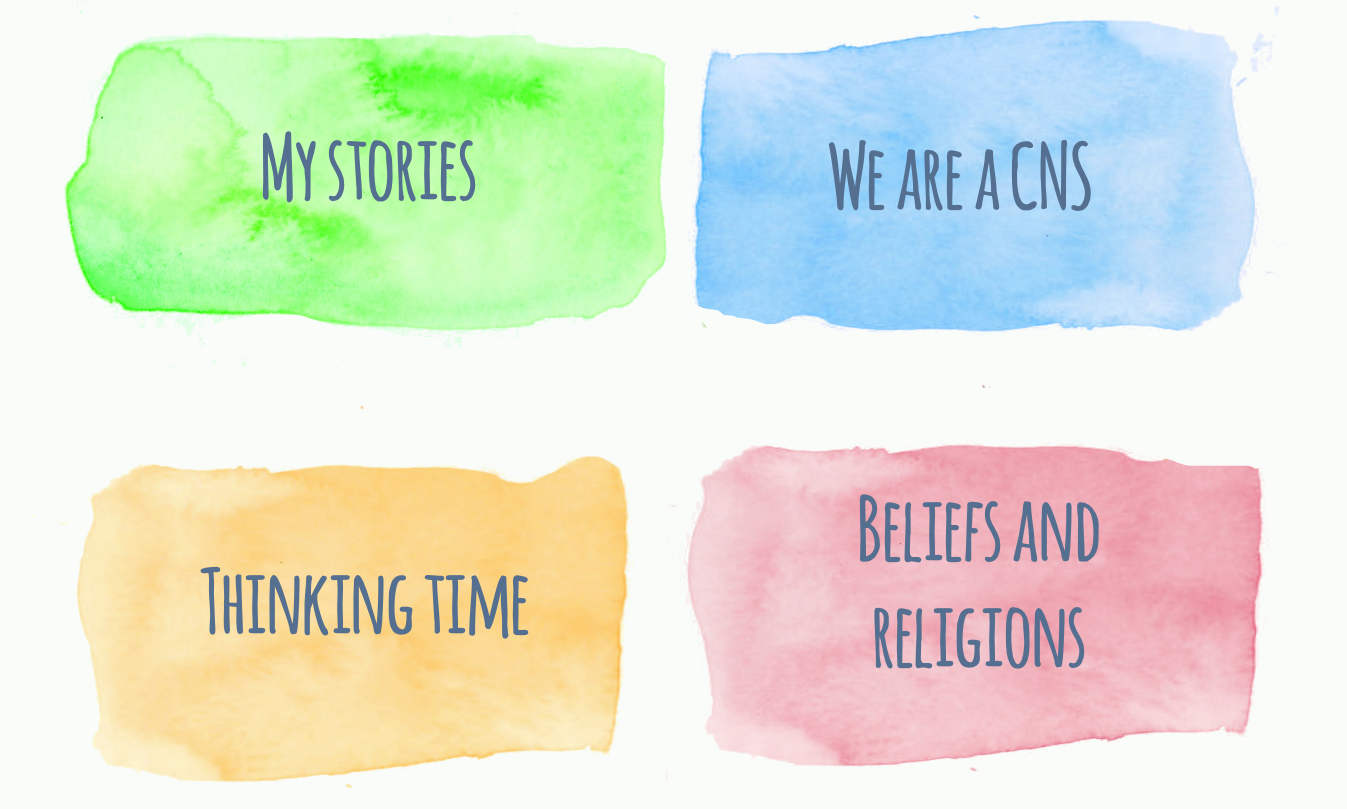 My stories
We are a CNS
Thinking time
Beliefs and
religions